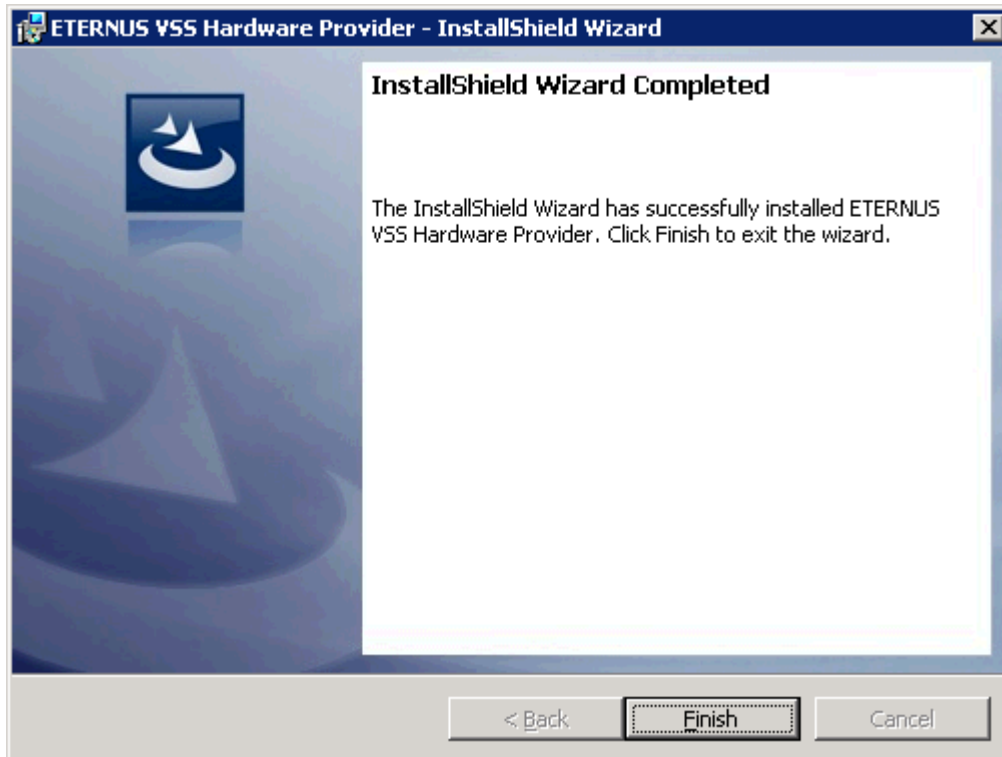 ETERNUS VSS Hardware Provider - InstallShield Wizard
InstallShield Wizard Completed
The InstallShield Wizard has successfully installed ETERNUS
VSS Hardware Provider. Click Finish to exit the wizard.
< Back
Finish
Cancel